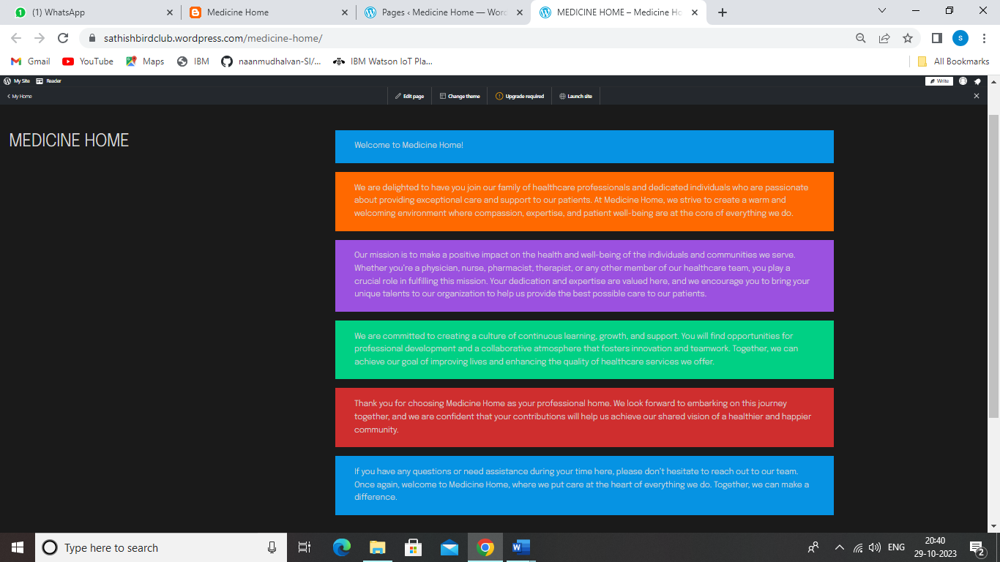 (1) WhatsApp
Medicine Home
Pages ‹ Medicine Home — Word
MEDICINE HOME – Medicine Ho
sathishbirdclub.wordpress.com/medicine-home/
s
Gmail
YouTube
Maps
IBM
naanmudhalvan-SI/...
IBM Watson IoT Pla...
All Bookmarks
My Site
Reader
Write
My Home
Edit page
Change theme
Upgrade required
Launch site
MEDICINE HOME
Welcome to Medicine Home!
We are delighted to have you join our family of healthcare professionals and dedicated individuals who are passionate
about providing exceptional care and support to our patients. At Medicine Home, we strive to create a warm and
welcoming environment where compassion, expertise, and patient well-being are at the core of everything we do.
Our mission is to make a positive impact on the health and well-being of the individuals and communities we serve.
Whether you're a physician, nurse, pharmacist, therapist, or any other member of our healthcare team, you play a
crucial role in fulfilling this mission. Your dedication and expertise are valued here, and we encourage you to bring your
unique talents to our organization to help us provide the best possible care to our patients.
We are committed to creating a culture of continuous learning, growth, and support. You will find opportunities for
professional development and a collaborative atmosphere that fosters innovation and teamwork. Together, we can
achieve our goal of improving lives and enhancing the quality of healthcare services we offer.
Thank you for choosing Medicine Home as your professional home. We look forward to embarking on this journey
together, and we are confident that your contributions will help us achieve our shared vision of a healthier and happier
community.
If you have any questions or need assistance during your time here, please don't hesitate to reach out to our team.
Once again, welcome to Medicine Home, where we put care at the heart of everything we do. Together, we can make a
difference.
Type here to search
ENG
20:40
29-10-2023
2